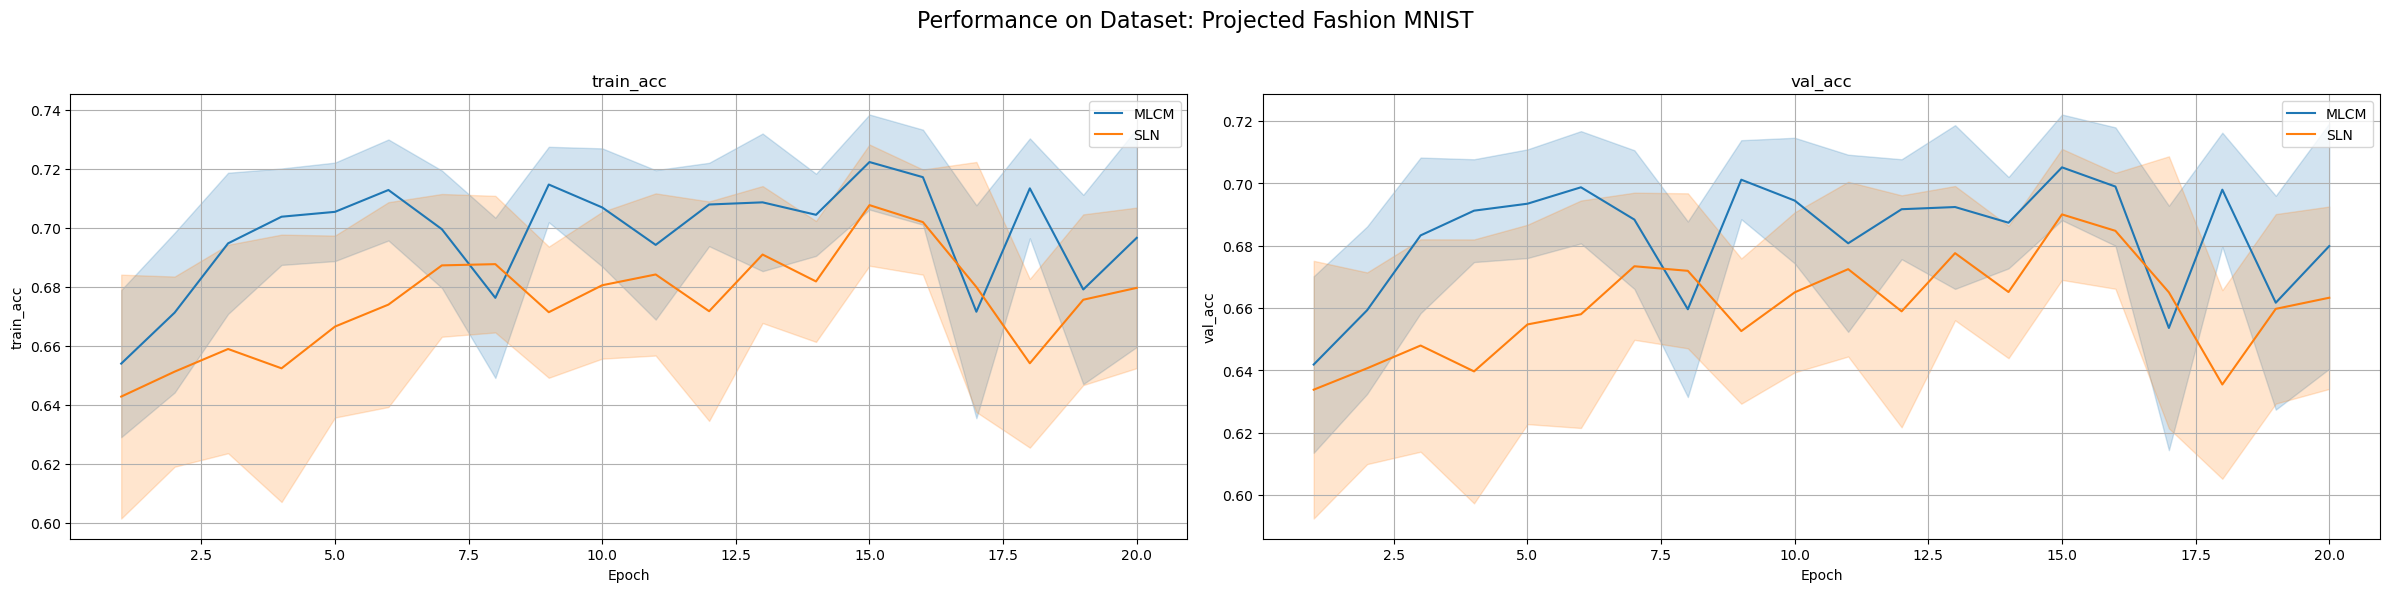 Performance on Dataset: Projected Fashion MNIST
train_acc
MLCM
SLN
train_acc
0.74
0.72
0.70
0.68
0.66
0.64
0.62
0.60
2.5 5.0 7.5 10.0 12.5 15.0 17.5 20.0
Epoch
val_acc
MLCM
SLN
val_acc
0.72
0.70
0.68
0.66
0.64
0.62
0.60
2.5 5.0 7.5 10.0 12.5 15.0 17.5 20.0
Epoch